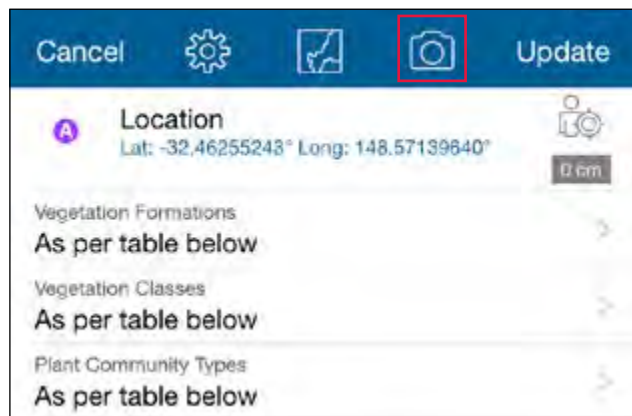 Cancel Update
A Location
Lat: -32.46255243° Long: 148.57139640°
0 cm
Vegetation Formations
As per table below
Vegetation Classes
As per table below
Plant Community Types
As per table below